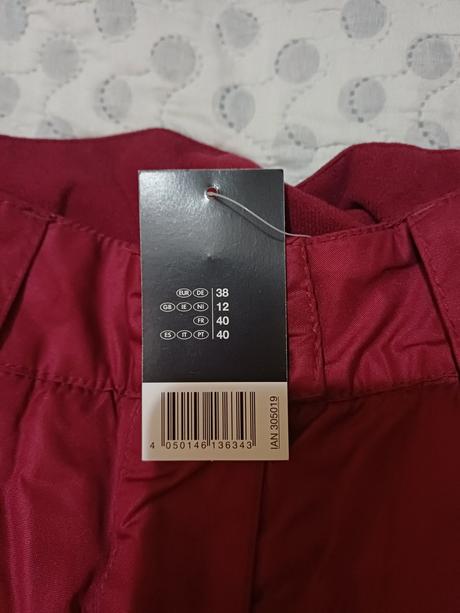 EUR DE 38
GB IE NI 12
FR 40
ES IT PT 40
4 050146 136343
IAN 305019